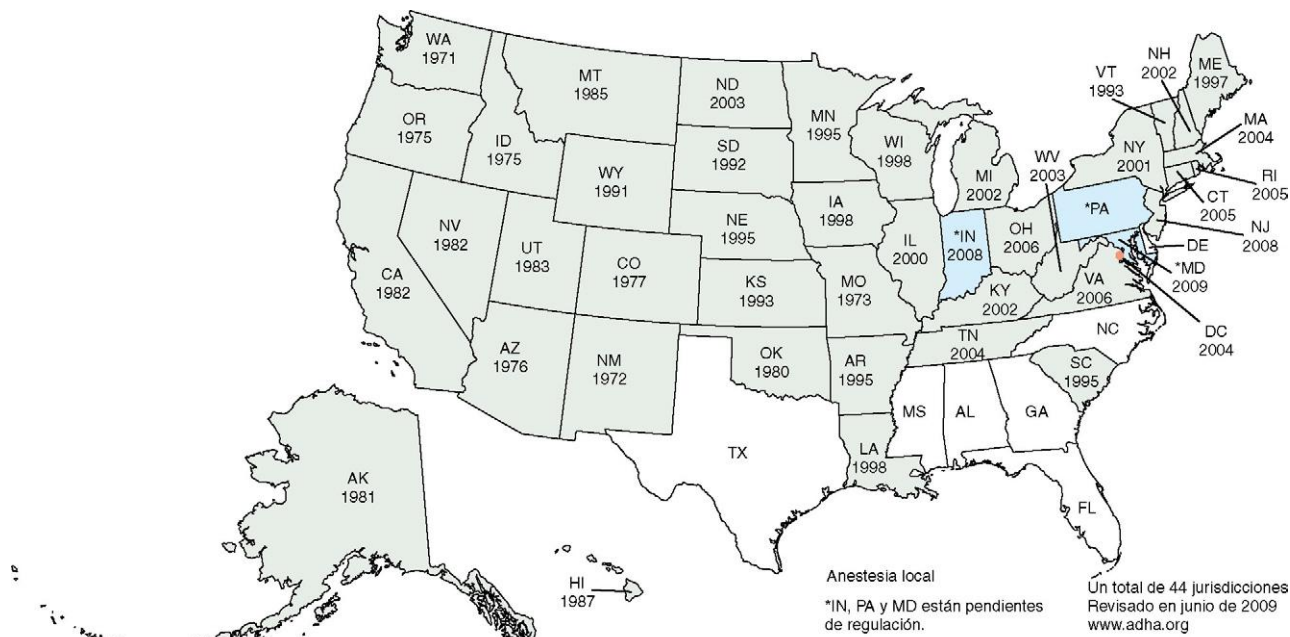 WA
1971
MT
1985
ND
2003
MN
1995
VT
1993
NH
2002
ME
1997
OR
1975
ID
1975
SD
1992
WI
1998
MI
2002
WV
2003
NY
2001
MA
2004
RI
2005
CT
2005
WY
1991
NE
1995
IA
1998
IL
2000
*IN
2008
OH
2006
*PA
NJ
2008
DE
*MD
2009
NV
1982
UT
1983
CO
1977
KS
1993
MO
1973
KY
2002
VA
2006
DC
2004
CA
1982
AZ
1976
NM
1972
OK
1980
AR
1995
TN
2004
NC
SC
1995
MS
AL
GA
TX
LA
1998
FL
AK
1981
HI
1987
Anestesia local
*IN, PA y MD están pendientes
de regulación.
Un total de 44 jurisdicciones
Revisado en junio de 2009
www.adha.org